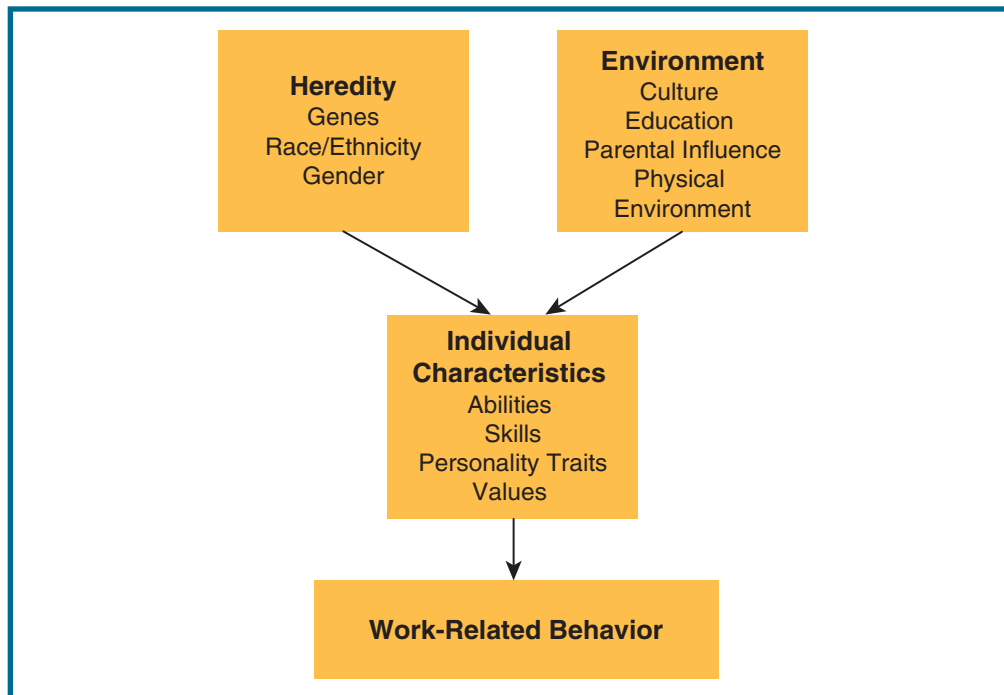 Heredity
Genes
Race/Ethnicity
Gender
Environment
Culture
Education
Parental Influence
Physical
Environment
Individual
Characteristics
Abilities
Skills
Personality Traits
Values
Work-Related Behavior